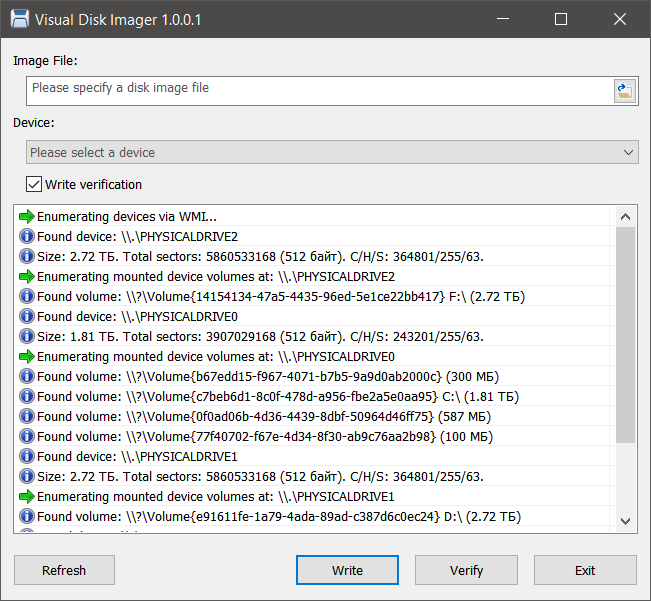 Visual Disk Imager 1.0.0.1
Image File:
Please specify a disk image file
Device:
Please select a device
Write verification
Enumerating devices via WMI...
Found device: \\.\PHYSICALDRIVE2
Size: 2.72 ТБ. Total sectors: 5860533168 (512 байт). C/H/S: 364801/255/63.
Enumerating mounted device volumes at: \\.\PHYSICALDRIVE2
Found volume: \\?\Volume{14154134-47a5-4435-96ed-5e1ce22bb417} F:\ (2.72 ТБ)
Found device: \\.\PHYSICALDRIVE0
Size: 1.81 ТБ. Total sectors: 3907029168 (512 байт). C/H/S: 243201/255/63.
Enumerating mounted device volumes at: \\.\PHYSICALDRIVE0
Found volume: \\?\Volume{b67edd15-f967-4071-b7b5-9a9d0ab2000c} (300 МБ)
Found volume: \\?\Volume{c7beb6d1-8c0f-478d-a956-fbe2a5e0aa95} C:\ (1.81 ТБ)
Found volume: \\?\Volume{0f0ad06b-4d36-4439-8dbf-50964d46ff75} (587 МБ)
Found volume: \\?\Volume{77f40702-f67e-4d34-8f30-ab9c76aa2b98} (100 МБ)
Found device: \\.\PHYSICALDRIVE1
Size: 2.72 ТБ. Total sectors: 5860533168 (512 байт). C/H/S: 364801/255/63.
Enumerating mounted device volumes at: \\.\PHYSICALDRIVE1
Found volume: \\?\Volume{e91611fe-1a79-4ada-89ad-c387d6c0ec24} D:\ (2.72 ТБ)
Refresh Write Verify Exit